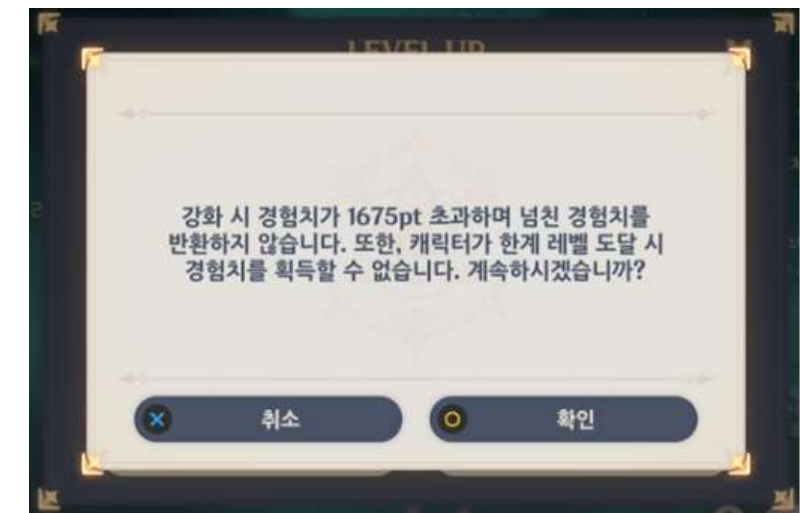 LEVEL UP
강화 시 경험치가 1675pt 초과하며 넘친 경험치를
반환하지 않습니다. 또한, 캐릭터가 한계 레벨 도달 시
경험치를 획득할 수 없습니다. 계속하시겠습니까?
취소
확인